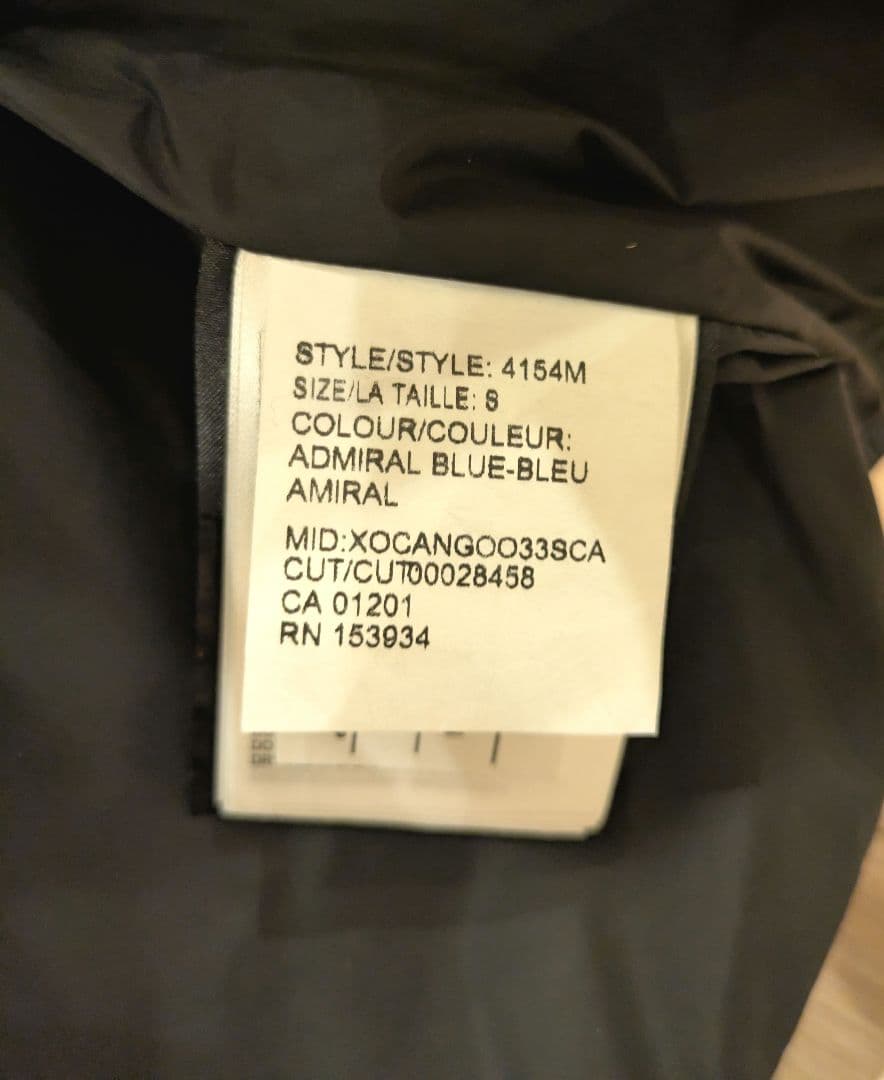 STYLE/STYLE: 4154M
SIZE/LA TAILLE: S
COLOUR/COULEUR:
ADMIRAL BLUE-BLEU
AMIRAL
MID:XOCANGOO33SCA
CUT/CUT00028458
CA 01201
RN 153934